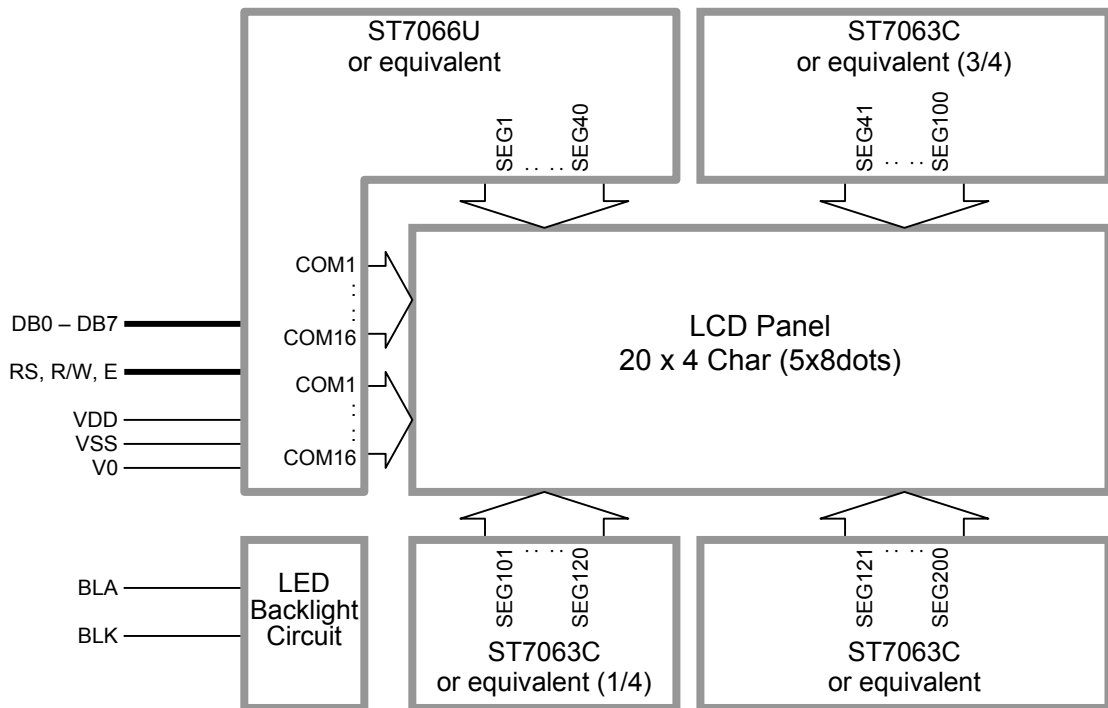 ST7066U
or equivalent
SEG1
.. ..
SEG40
ST7063C
or equivalent (3/4)
SEG41
.. ..
SEG100
COM1
.....
COM16
COM1
.....
COM16
DB0 – DB7
RS, R/W, E
VDD
VSS
V0
LCD Panel
20 x 4 Char (5x8dots)
BLA
BLK
LED
Backlight
Circuit
SEG101
.. ..
SEG120
ST7063C
or equivalent (1/4)
SEG121
.. ..
SEG200
ST7063C
or equivalent